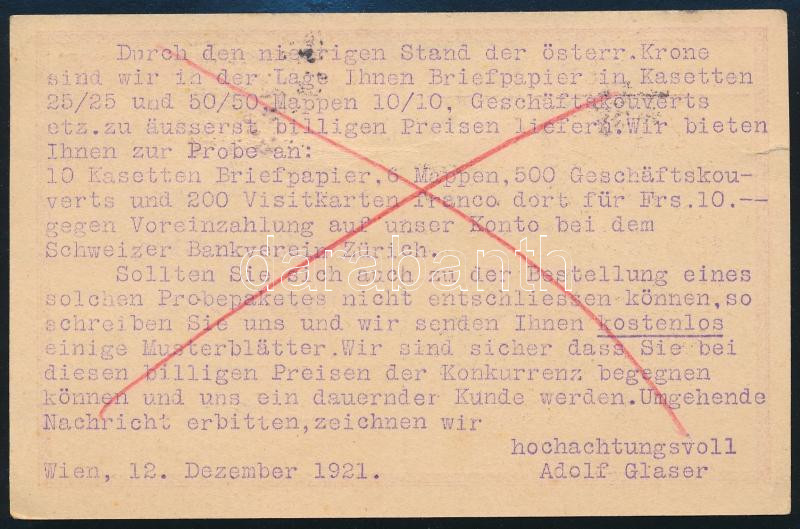 Durch den niedrigen Stand der österr.Krone
sind wir in der Lage Ihnen Briefpapier in Kasetten
25/25 und 50/50 Mappen 10/10, Geschäftskouverts
etz.zu äusserst billigen Preisen liefern.Wir bieten
Ihnen zur Probe an:
10 Kasetten Briefpapier,6 Mappen,500 Geschäftskou-
verts und 200 Visitkarten franco dort für Frs.10.--
gegen Voreinzahlung auf unser Konto bei dem
Schweizer Bankverein Zürich.
Sollten Sie sich auch zu der Bestellung eines
solchen Probepaketes nicht entschliessen können,so
schreiben Sie uns und wir senden Ihnen kostenlos
einige Musterblätter.Wir sind sicher dass Sie bei
diesen billigen Preisen der Konkurrenz begegnen
können und uns ein dauernder Kunde werden.Umgehende
Nachricht erbitten,zeichnen wir
hochachtungsvoll
Wien, 12. Dezember 1921. Adolf Glaser
darabanth